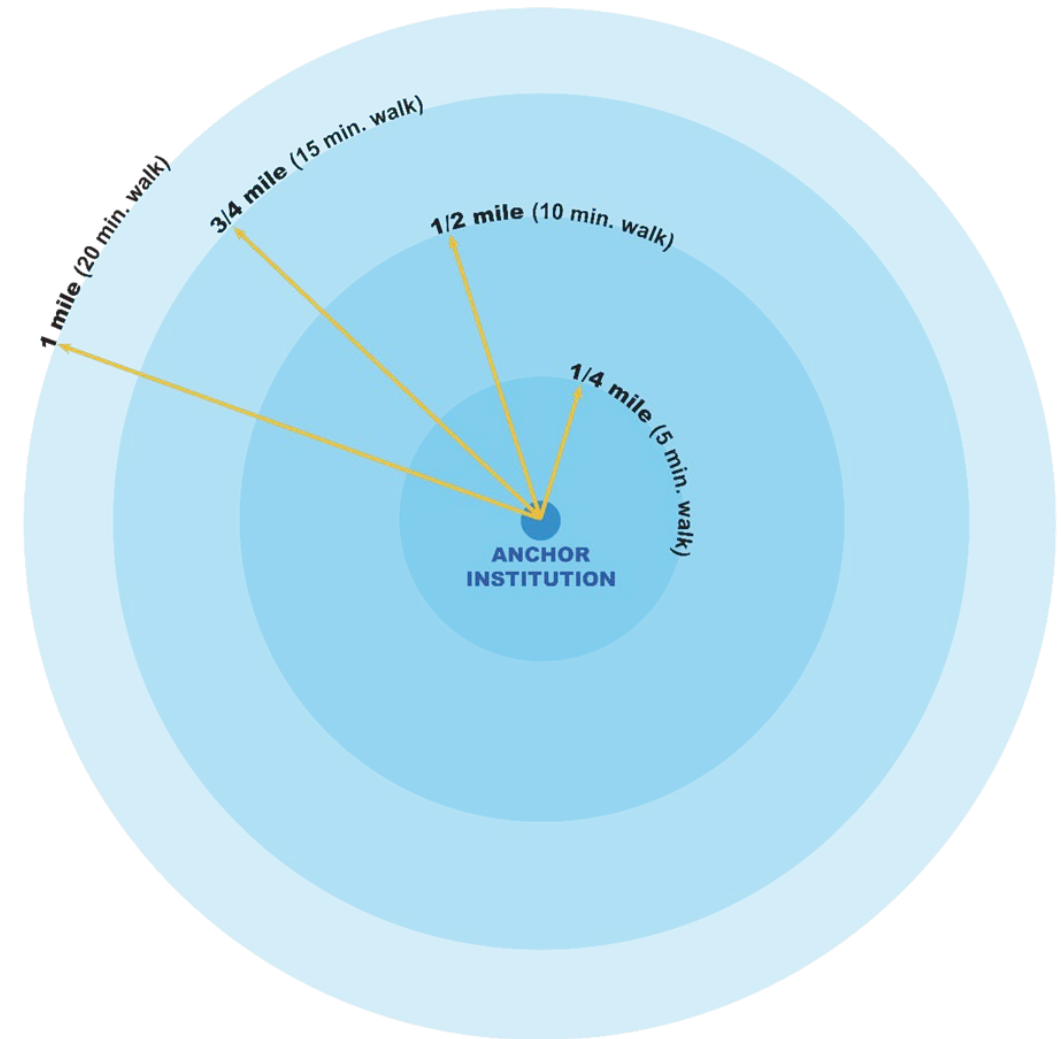 1 mile (20 min. walk)
3/4 mile (15 min. walk)
1/2 mile (10 min. walk)
1/4 mile (5 min. walk)
ANCHOR
INSTITUTION